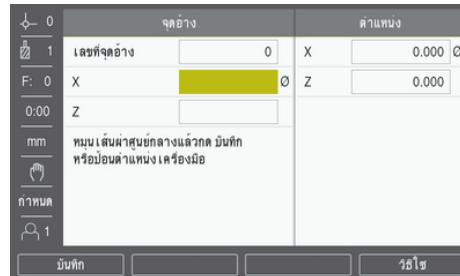 0
จุดอ้าง
ตำแหน่ง
1
เลขที่จุดอ้าง 0
X 0.000 Ø
F: 0
X Ø
Z 0.000
0:00
Z
mm
หมุนเส้นผ่าศูนย์กลางแล้วกด บันทึก
หรือป้อนตำแหน่งเครื่องมือ
กำหนด
1
บันทึก
วิธีใช้